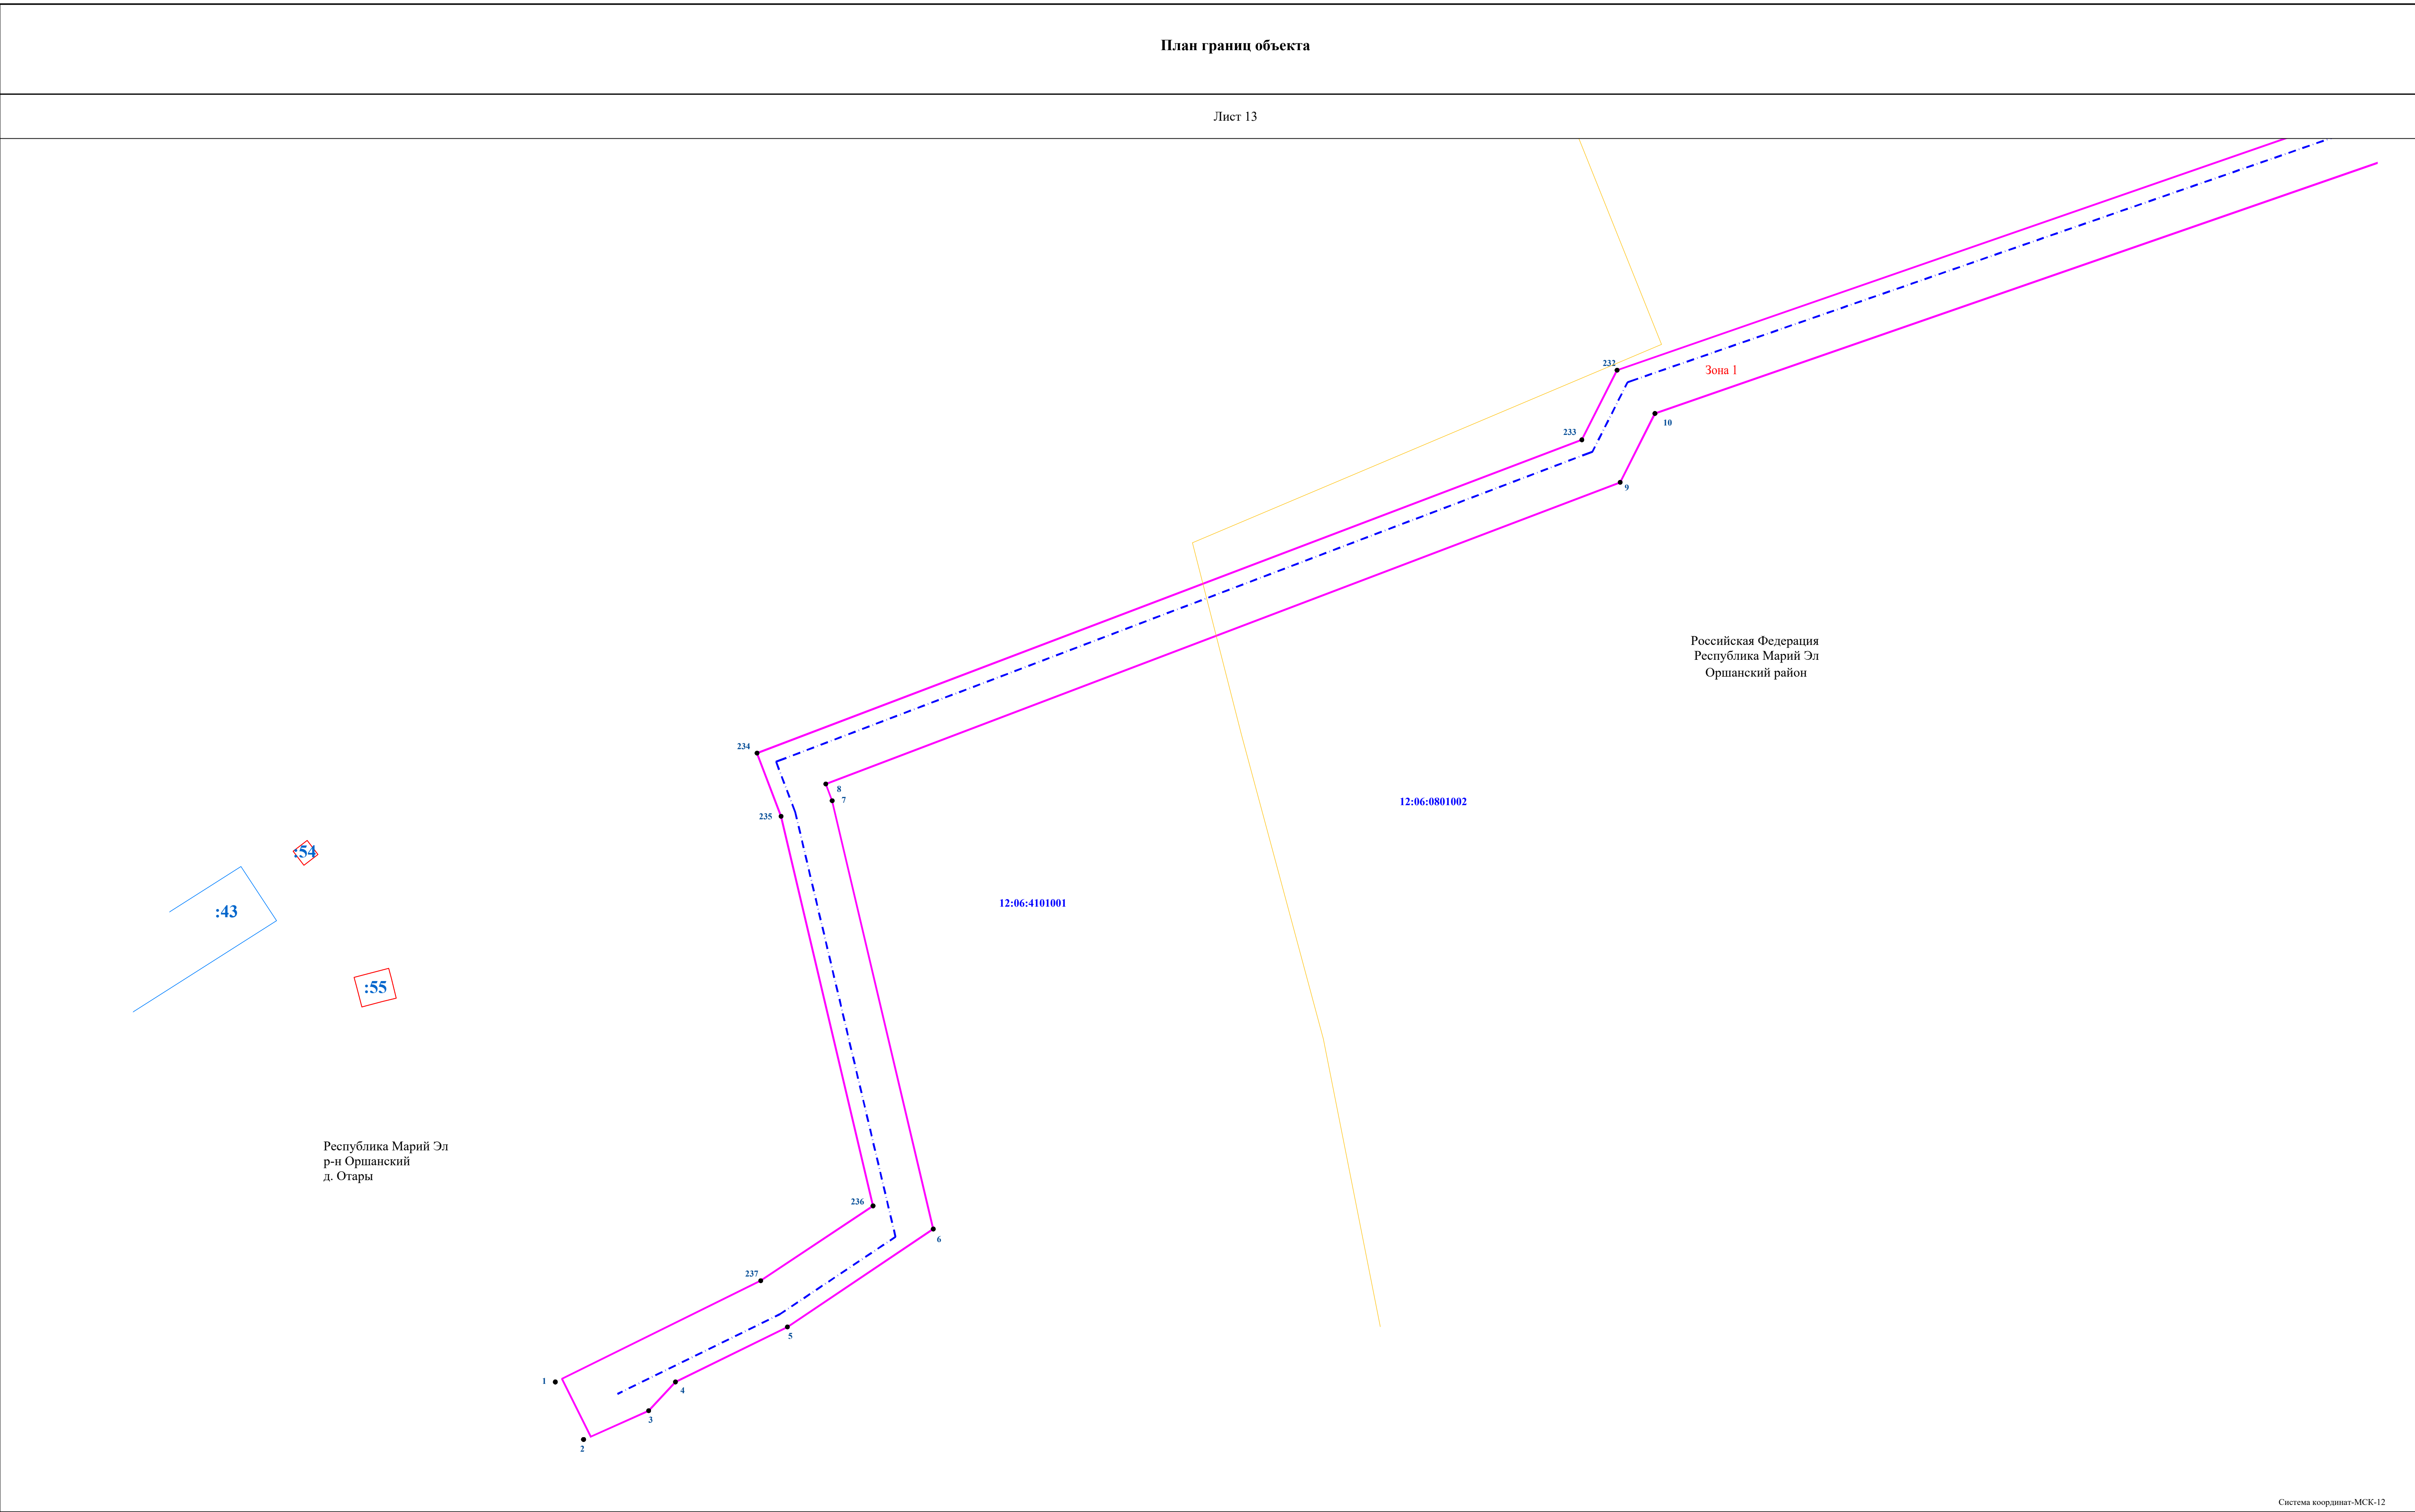 План границ объекта
Лист 13
232
Зона 1
10
233
9
Российская Федерация
Республика Марий Эл
Оршанский район
234
8
7
12:06:0801002
235
:54
12:06:4101001
:43
:55
Республика Марий Эл
р-н Оршанский
д. Отары
236
6
237
5
1
4
3
2
Система координат-МСК-12